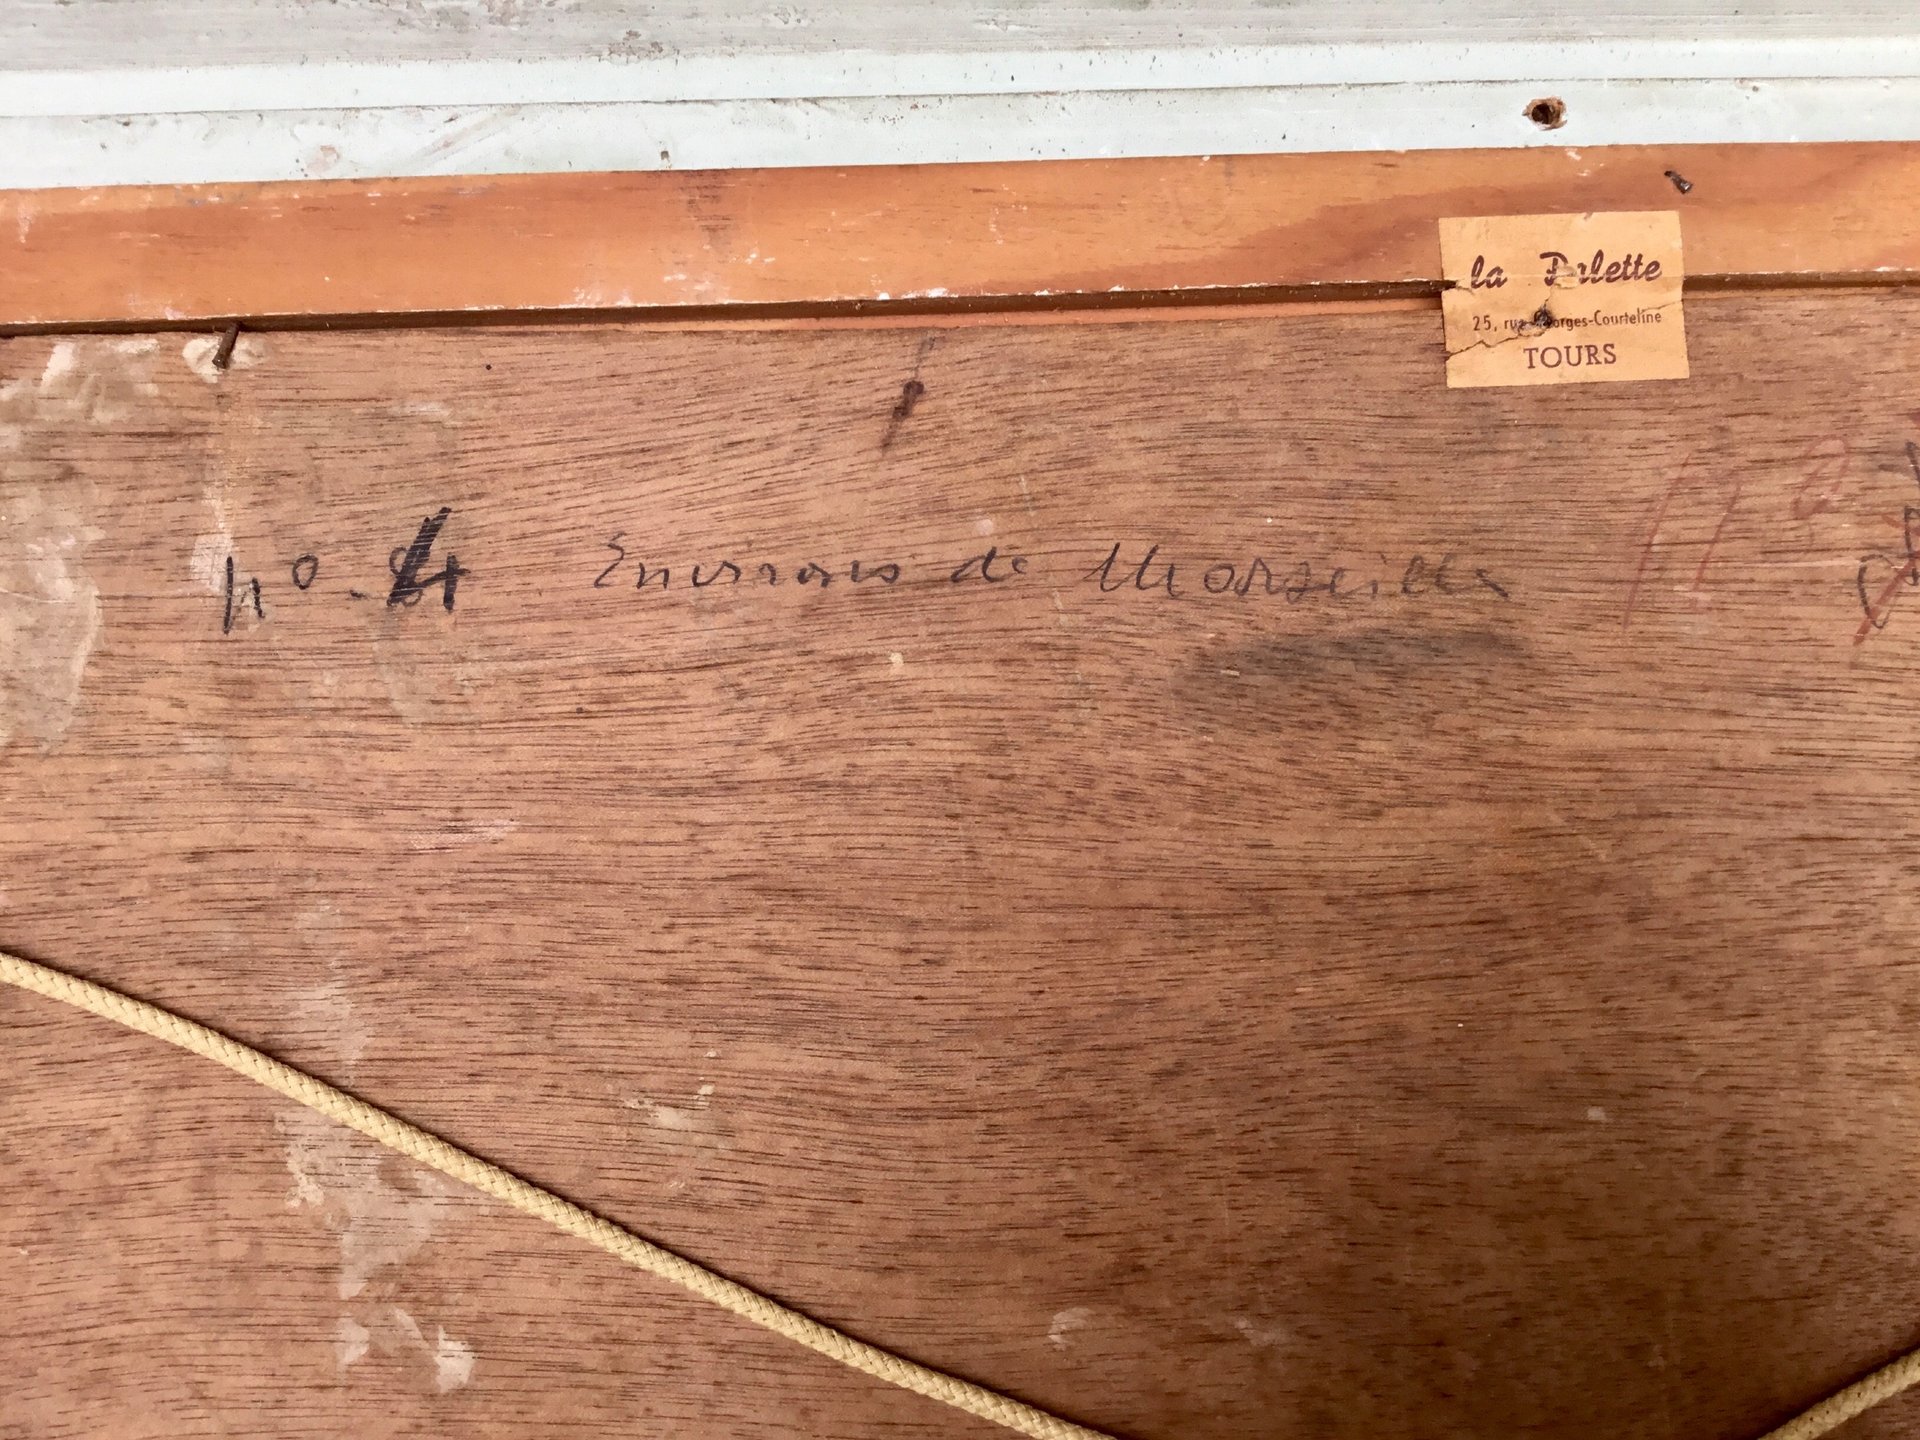 la Palette
25, rue Georges-Courteline
TOURS
no. 4 Environs de Marseille